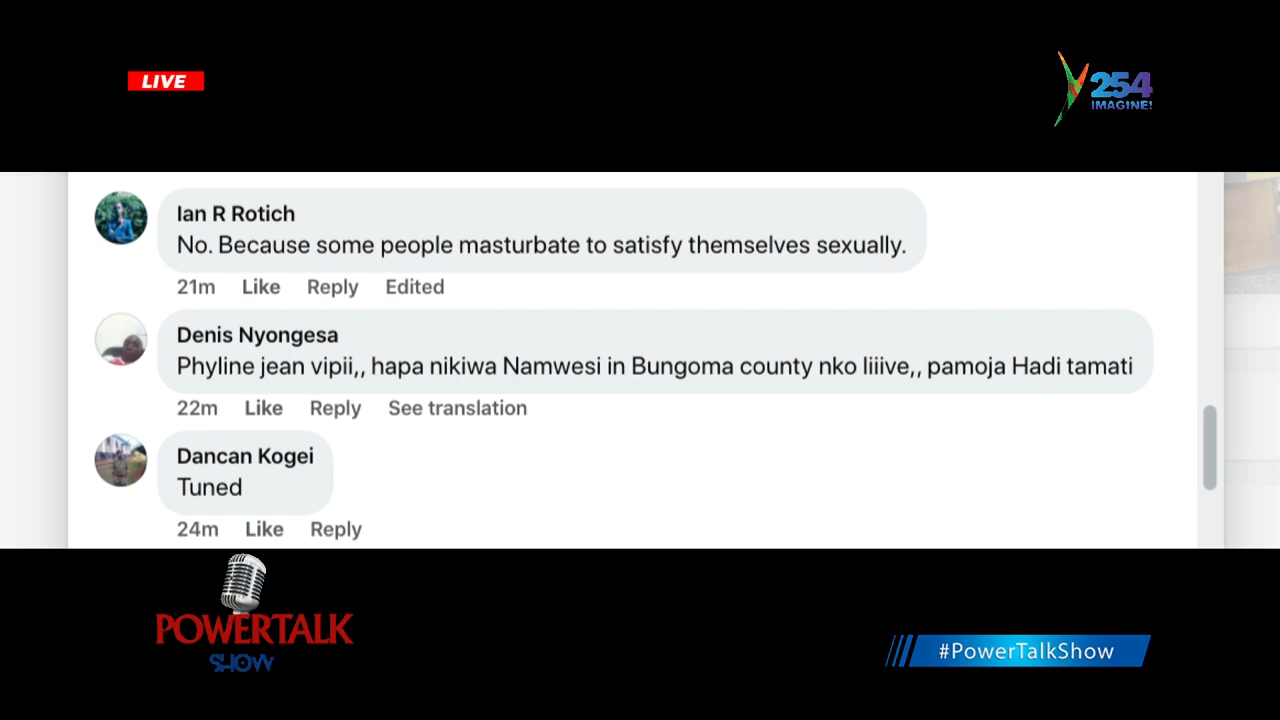 LIVE
Y 254
IMAGINE!
Ian R Rotich
No. Because some people masturbate to satisfy themselves sexually.
21m Like Reply Edited
Denis Nyongesa
Phyline jean vipii,, hapa nikiwa Namwesi in Bungoma county nko liiive,, pamoja Hadi tamati
22m Like Reply See translation
Dancan Kogei
Tuned
24m Like Reply
POWERTALK
SHOW
#PowerTalkShow